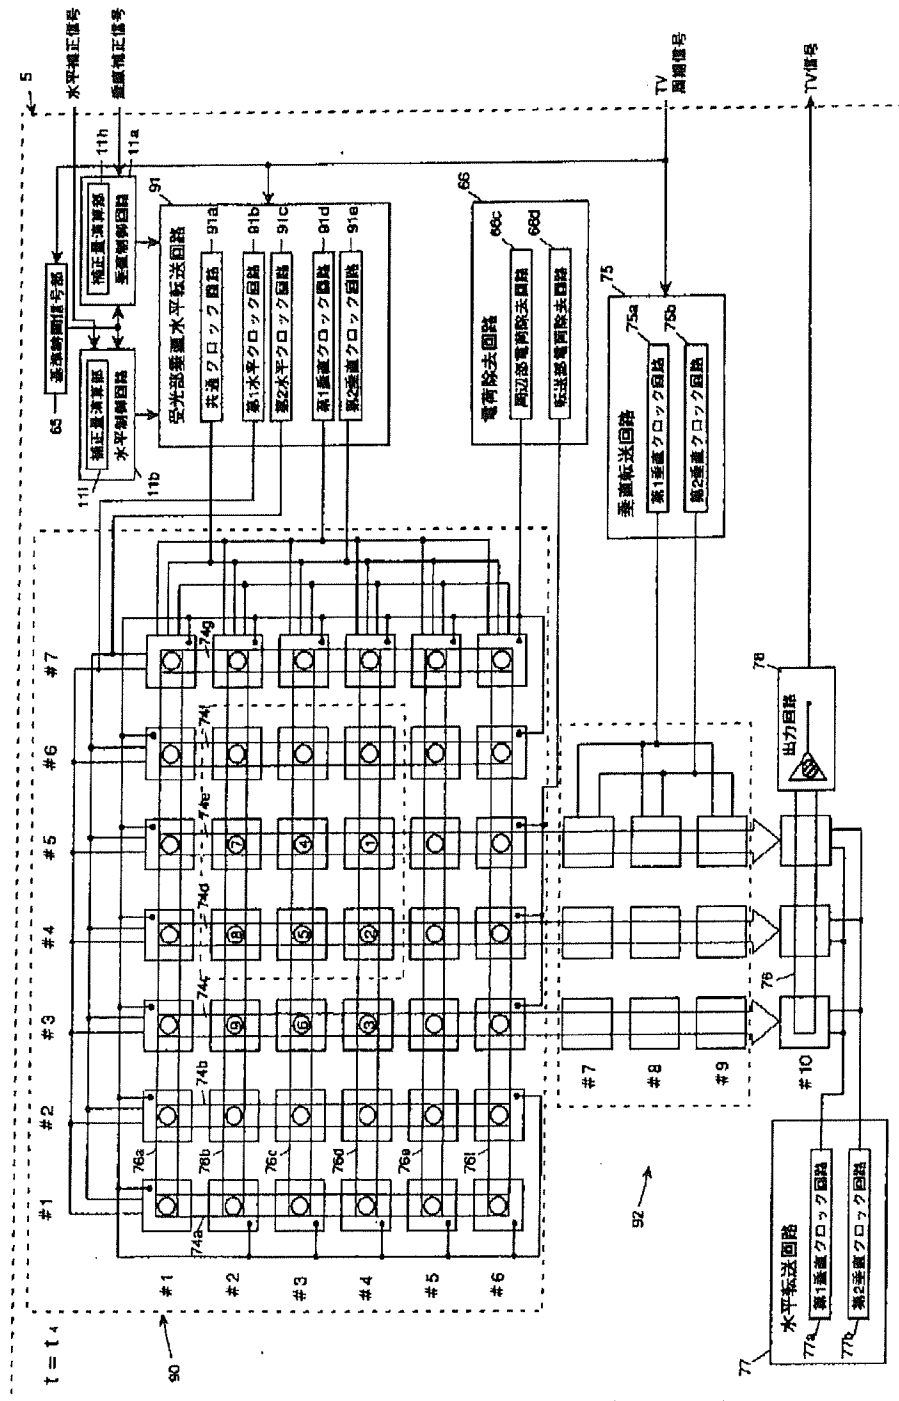 t = t₄
5
水平補正信号
垂直補正信号
TV
同期信号
TV信号
65
基準時間信号部
11h
11a
補正量演算部
垂直制御回路
11i
11b
補正量演算部
水平制御回路
91
受光部垂直水平転送回路
共通クロック回路
91a
第1水平クロック回路
91b
第2水平クロック回路
91c
第1垂直クロック回路
91d
第2垂直クロック回路
91e
66
電荷除去回路
周辺部電荷除去回路
66c
転送部電荷除去回路
66d
75
垂直転送回路
第1垂直クロック回路
75a
第2垂直クロック回路
75b
90
#1
#2
#3
#4
#5
#6
#7
#1
#2
#3
#4
#5
#6
74a
74b
74c
74d
74e
74f
74g
76a
76b
76c
76d
76e
76f
⑨ ⑧ ⑦
⑥ ⑤ ④
③ ② ①
92
#7
#8
#9
#10
76
78
出力回路
77
水平転送回路
第1垂直クロック回路
77a
第2垂直クロック回路
77b